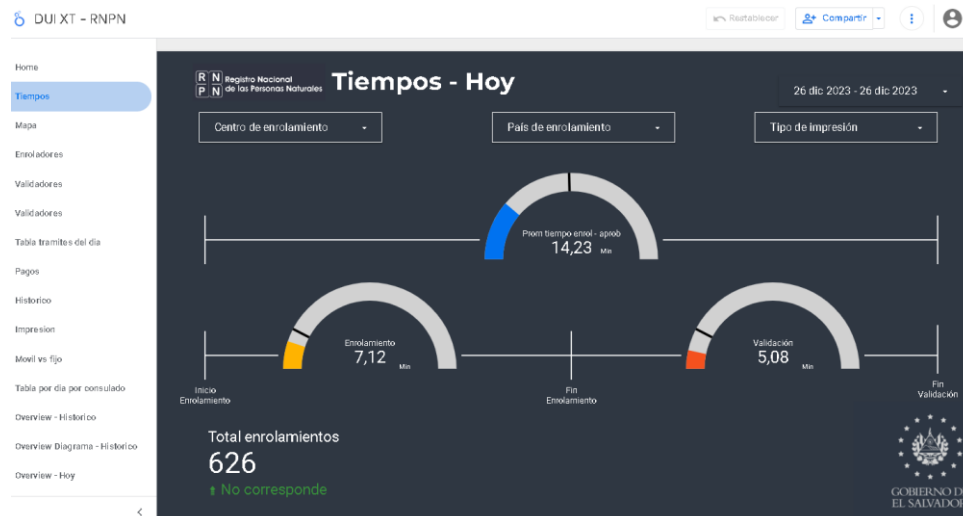 DUI XT - RNPN
Restablecer
Compartir
Home
Tiempos
Mapa
Enroladores
Validadores
Validadores
Tabla tramites del dia
Pagos
Historico
Impresion
Movil vs fijo
Tabla por dia por consulado
Overview - Historico
Overview Diagrama - Historico
Overview - Hoy
RN
PN
Registro Nacional
de las Personas Naturales
Tiempos - Hoy
26 dic 2023 - 26 dic 2023
Centro de enrolamiento
País de enrolamiento
Tipo de impresión
Prom tiempo enrol - aprob
14,23 Min
Enrolamiento
7,12 Min
Validación
5,08 Min
Inicio
Enrolamiento
Fin
Enrolamiento
Fin
Validación
Total enrolamientos
626
No corresponde
GOBIERNO D
EL SALVADOR